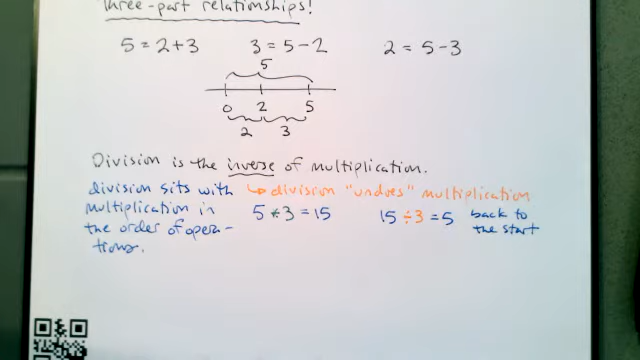 Three-part relationships!
5 = 2 + 3 3 = 5 - 2 2 = 5 - 3
5
0 2 5
2 3
Division is the inverse of multiplication.
division sits with ↳ division "undoes" multiplication
multiplication in 5 * 3 = 15 15 ÷ 3 = 5 back to
the order of opera- the start
tions.